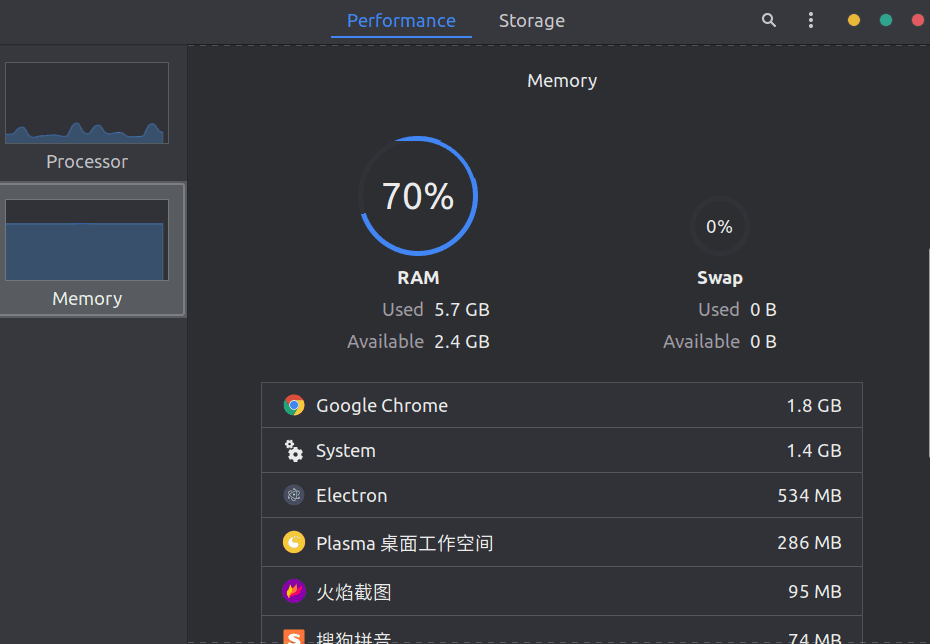 Performance Storage
Processor
Memory
Memory
70%
0%
RAM
Swap
Used 5.7 GB
Used 0 B
Available 2.4 GB
Available 0 B
Google Chrome 1.8 GB
System 1.4 GB
Electron 534 MB
Plasma 桌面工作空间 286 MB
火焰截图 95 MB
搜狗拼音 74 MB